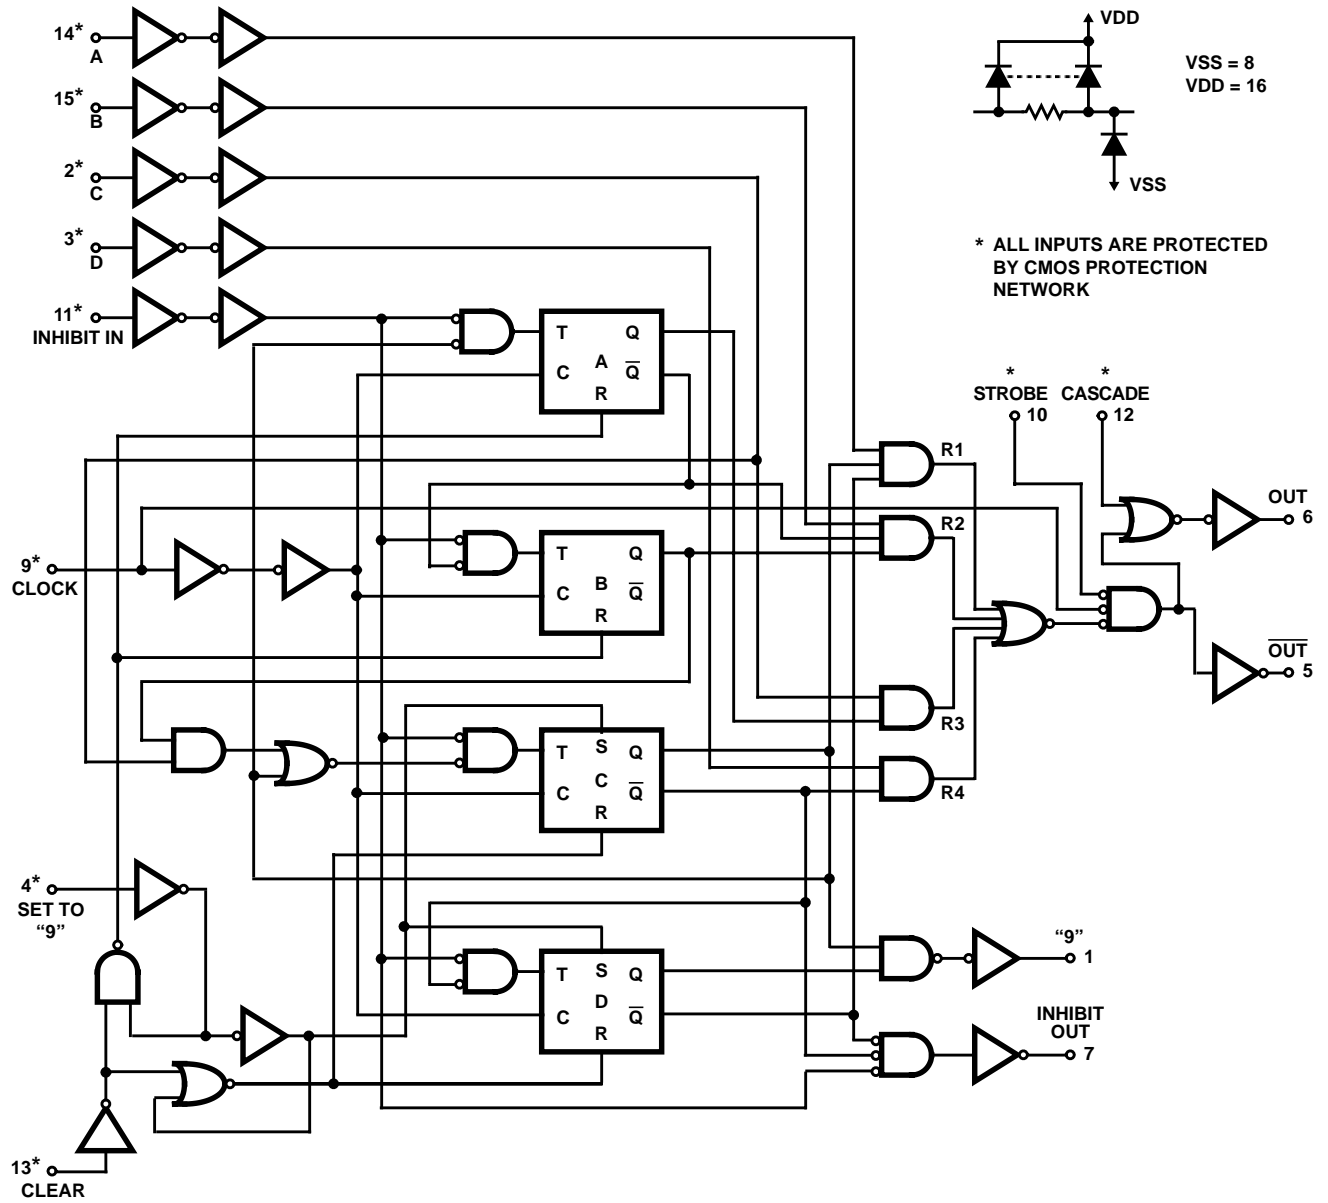 14*
A
15*
B
2*
C
3*
D
11*
INHIBIT IN
VDD
VSS = 8
VDD = 16
VSS
* ALL INPUTS ARE PROTECTED
BY CMOS PROTECTION
NETWORK
T Q
A
C Q̅
R
*
STROBE
10
*
CASCADE
12
R1
R2
OUT
6
9*
CLOCK
T Q
B
C Q̅
R
O̅U̅T̅
5
R3
R4
T S Q
C
C Q̅
R
4*
SET TO
“9”
T S Q
D
C Q̅
R
“9”
1
INHIBIT
OUT
7
13*
CLEAR